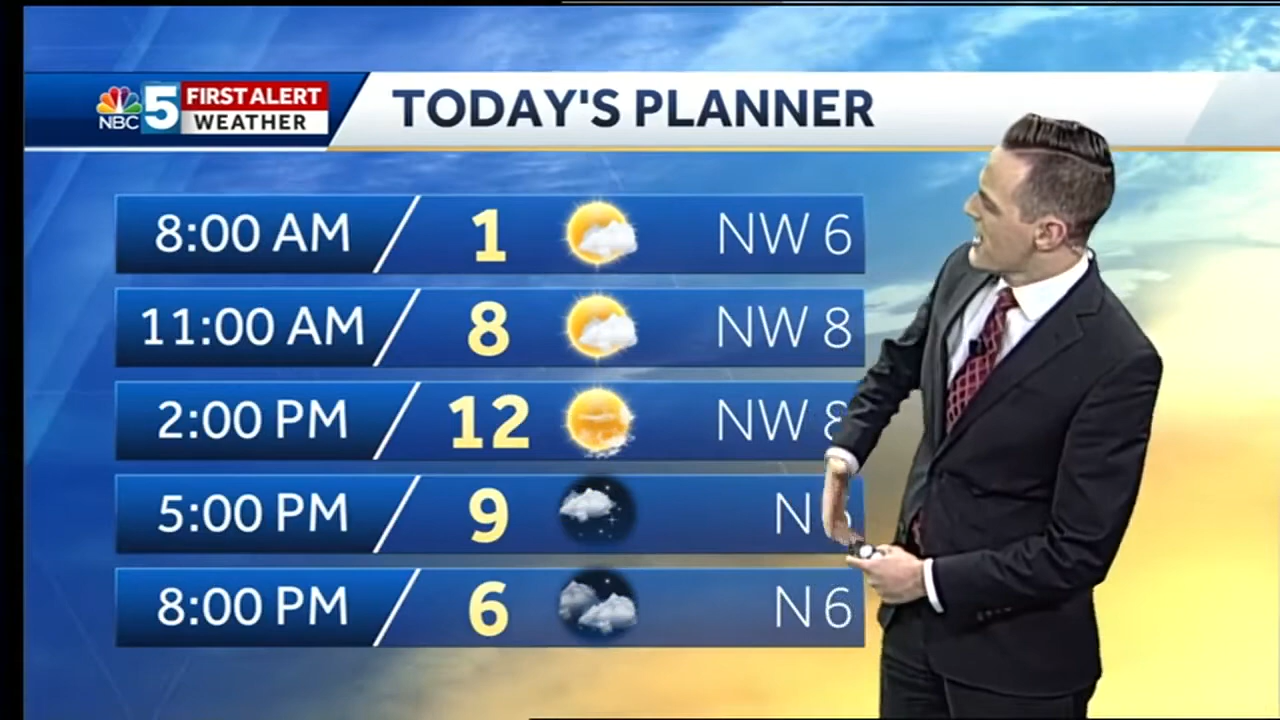 NBC 5 FIRST ALERT WEATHER
TODAY'S PLANNER
8:00 AM 1 NW 6
11:00 AM 8 NW 8
2:00 PM 12 NW 8
5:00 PM 9 N
8:00 PM 6 N 6